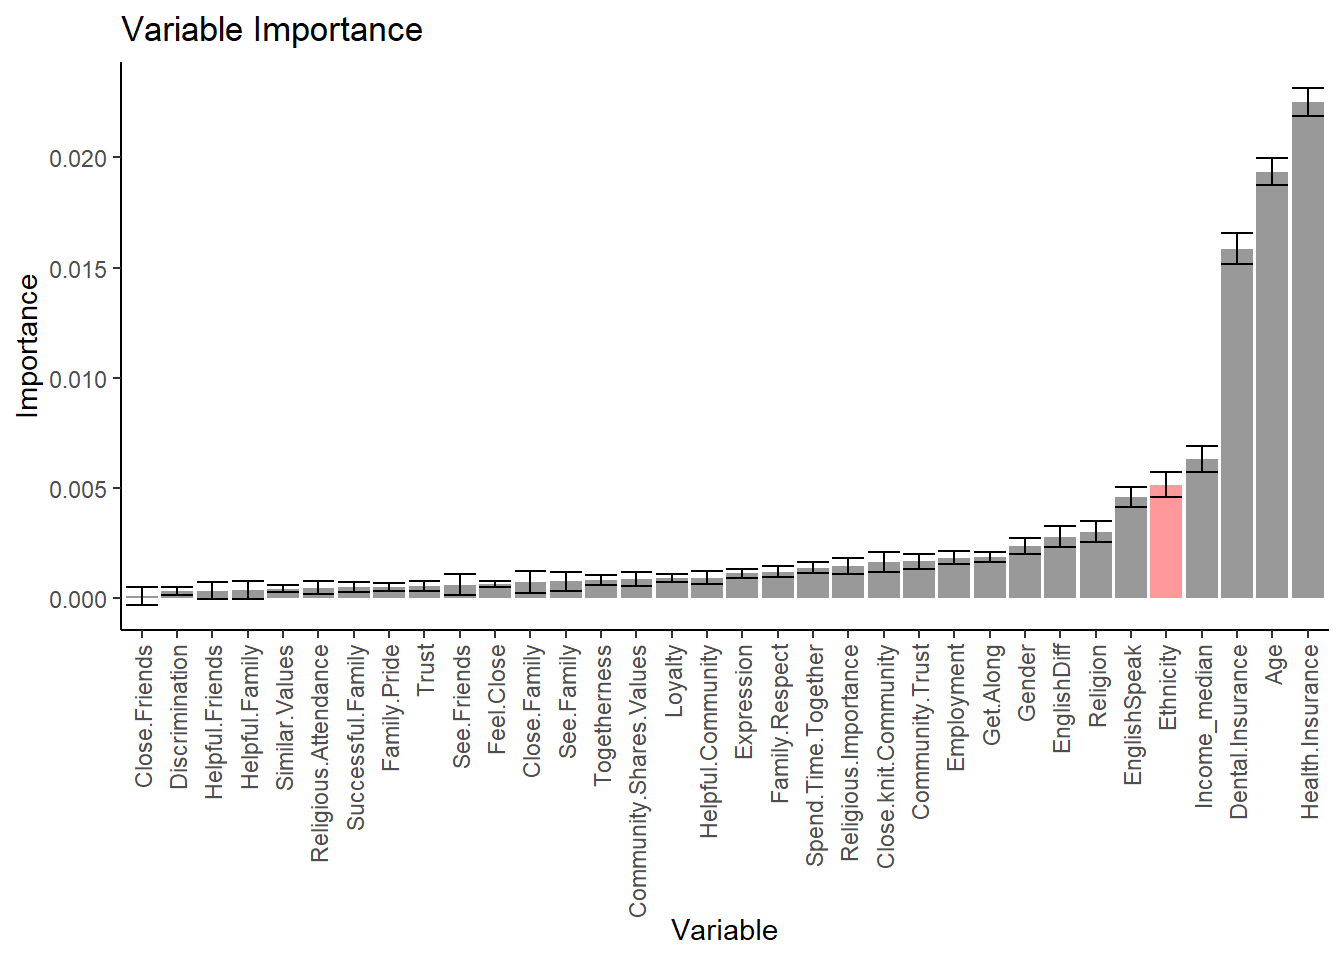 Variable Importance
Importance
0.020
0.015
0.010
0.005
0.000
Close.Friends
Discrimination
Helpful.Friends
Helpful.Family
Similar.Values
Religious.Attendance
Successful.Family
Family.Pride
Trust
See.Friends
Feel.Close
Close.Family
See.Family
Togetherness
Community.Shares.Values
Loyalty
Helpful.Community
Expression
Family.Respect
Spend.Time.Together
Religious.Importance
Close.knit.Community
Community.Trust
Employment
Get.Along
Gender
EnglishDiff
Religion
EnglishSpeak
Ethnicity
Income_median
Dental.Insurance
Age
Health.Insurance
Variable